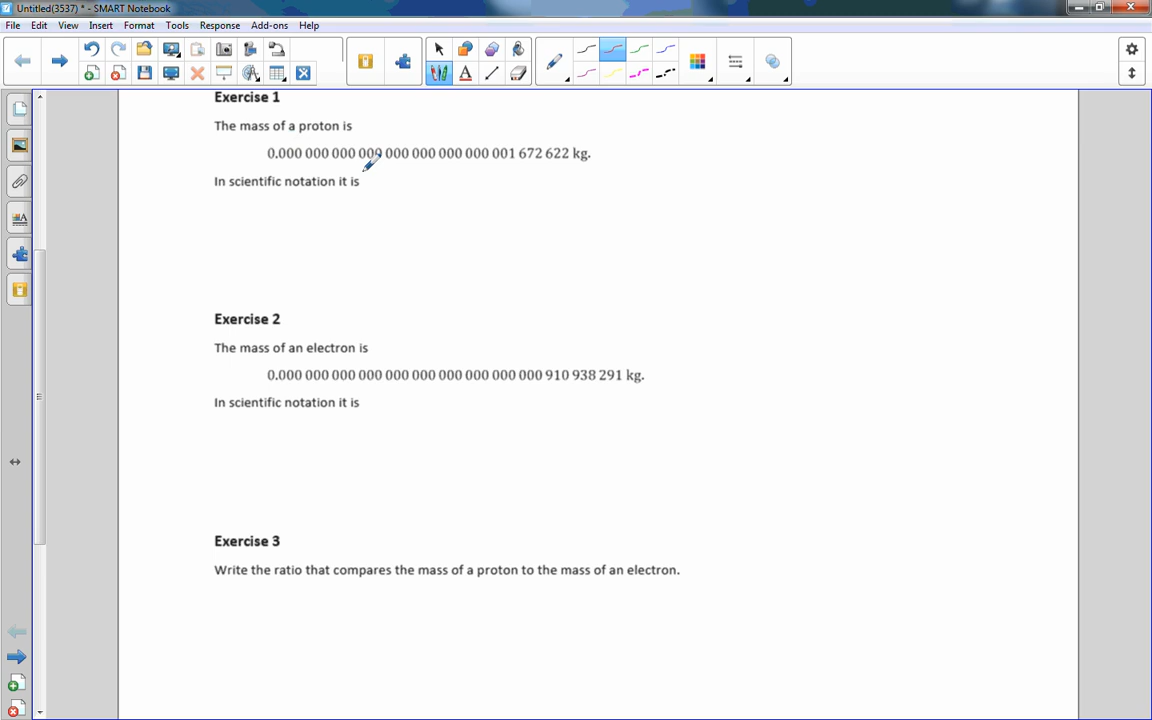 Untitled(3537) * - SMART Notebook
File Edit View Insert Format Tools Response Add-ons Help
Exercise 1
The mass of a proton is
0.000 000 000 000 000 000 000 000 001 672 622 kg.
In scientific notation it is
Exercise 2
The mass of an electron is
0.000 000 000 000 000 000 000 000 000 000 910 938 291 kg.
In scientific notation it is
Exercise 3
Write the ratio that compares the mass of a proton to the mass of an electron.